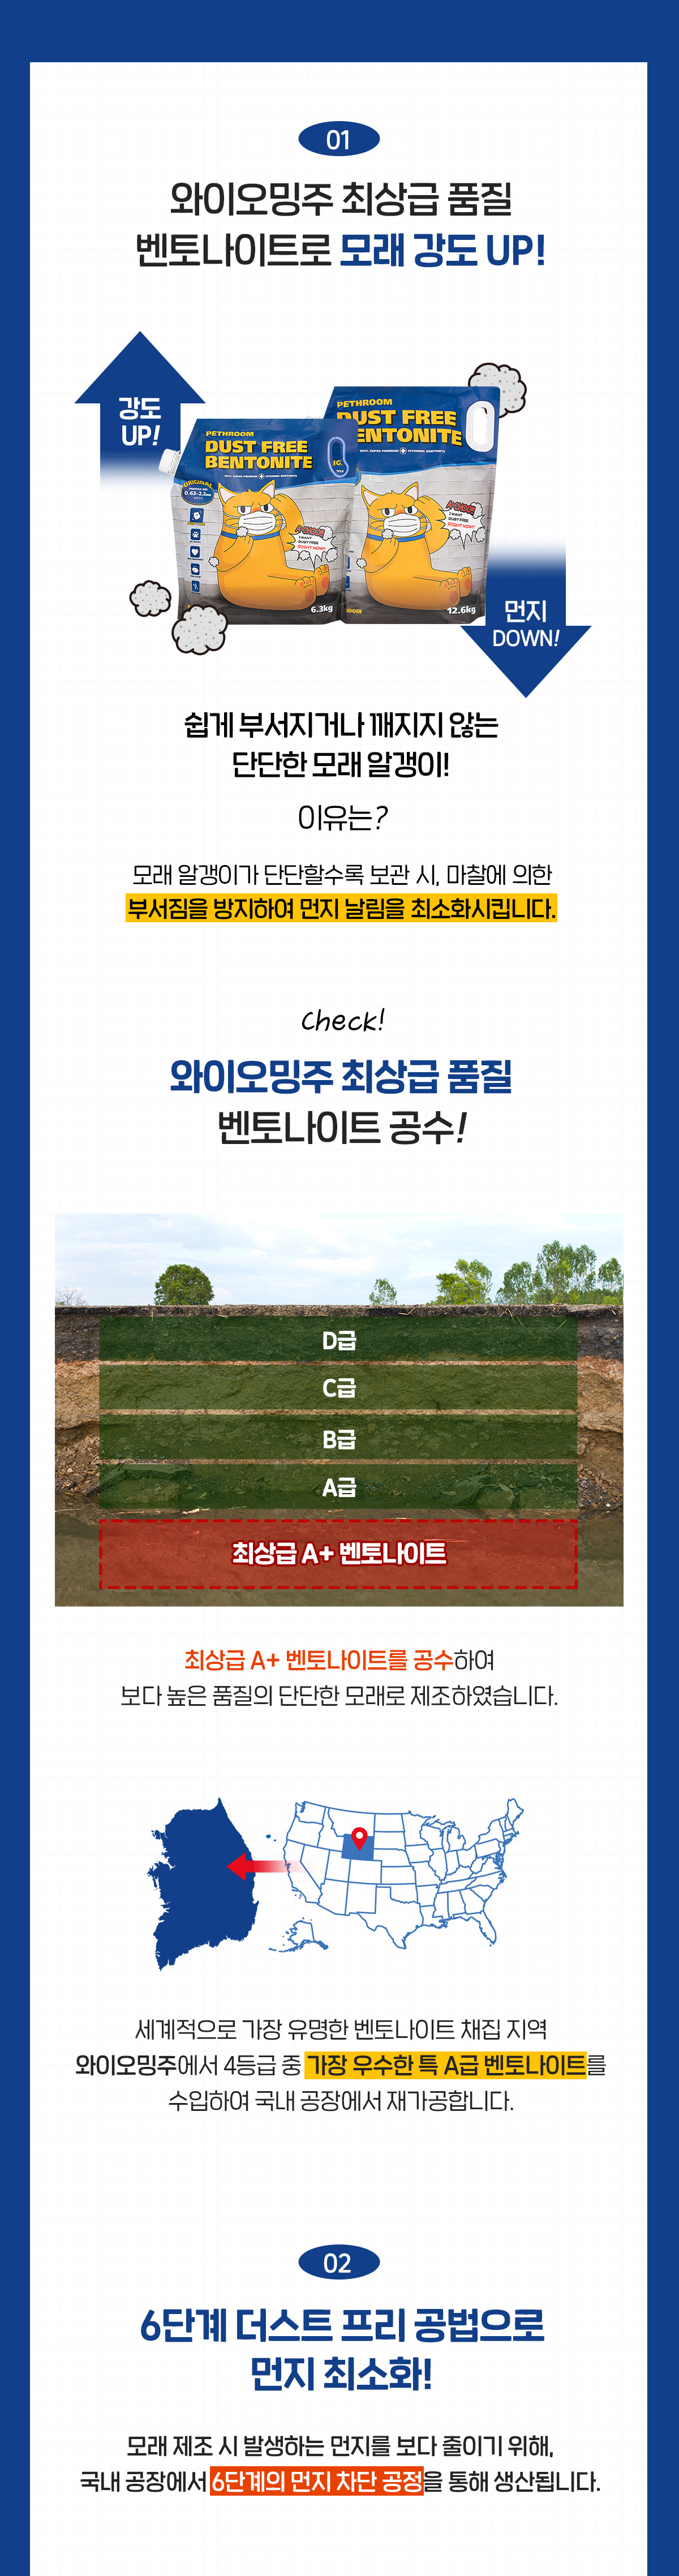 01
와이오밍주 최상급 품질
벤토나이트로 모래 강도 UP!
강도
UP!
PETHROOM
DUST FREE
BENTONITE
100% SUPER PREMIUM + WYOMING BENTONITE
ORIGINAL
0.63~2.2mm
A-CHOO!
I WANT
DUST FREE
RIGHT NOW!!
6.3kg
PETHROOM
DUST FREE
BENTONITE
12.6kg
먼지
DOWN!
쉽게 부서지거나 깨지지 않는
단단한 모래 알갱이!
이유는?
모래 알갱이가 단단할수록 보관 시, 마찰에 의한
부서짐을 방지하여 먼지 날림을 최소화시킵니다.
Check!
와이오밍주 최상급 품질
벤토나이트 공수!
D급
C급
B급
A급
최상급 A+ 벤토나이트
최상급 A+ 벤토나이트를 공수하여
보다 높은 품질의 단단한 모래로 제조하였습니다.
세계적으로 가장 유명한 벤토나이트 채집 지역
와이오밍주에서 4등급 중 가장 우수한 특 A급 벤토나이트를
수입하여 국내 공장에서 재가공합니다.
02
6단계 더스트 프리 공법으로
먼지 최소화!
모래 제조 시 발생하는 먼지를 보다 줄이기 위해,
국내 공장에서 6단계의 먼지 차단 공정을 통해 생산됩니다.